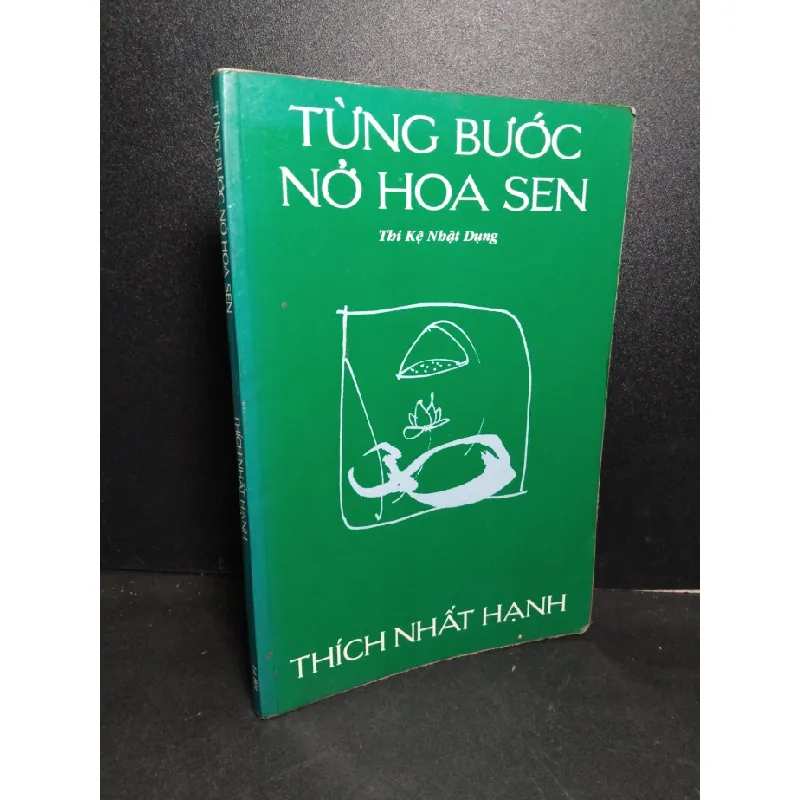 TỪNG BƯỚC
NỞ HOA SEN
Thi Kệ Nhật Dụng
THÍCH NHẤT HẠNH
TỪNG BƯỚC NỞ HOA SEN
THÍCH NHẤT HẠNH